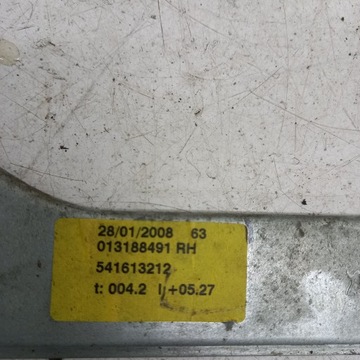 28/01/2008 63
013188491 RH
541613212
t: 004.2 I +05.27